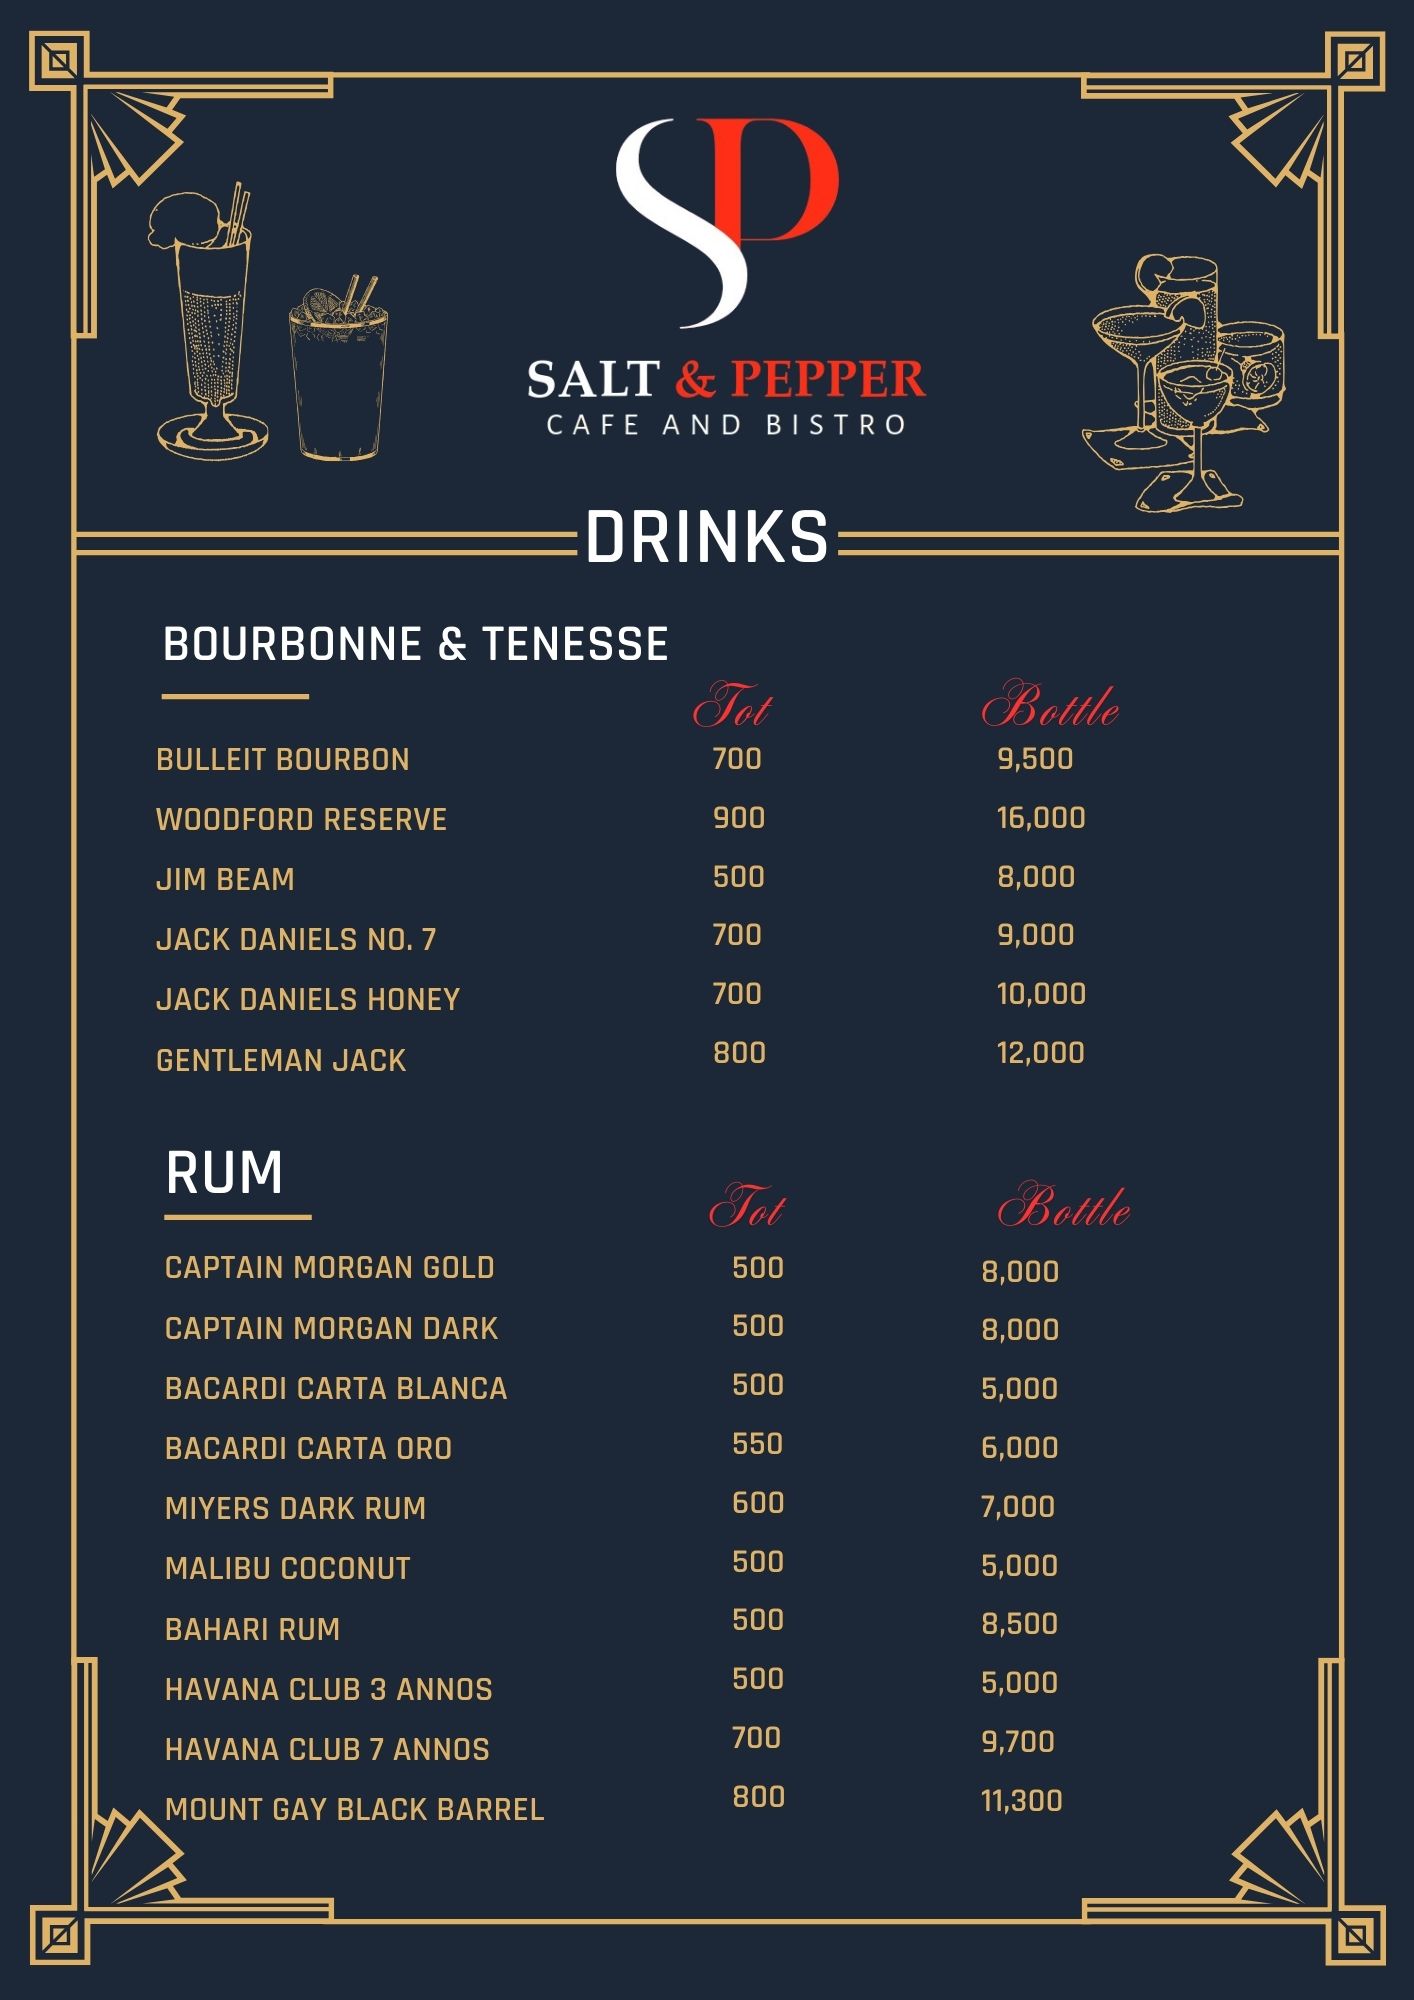 SP
SALT & PEPPER
CAFE AND BISTRO
DRINKS
BOURBONNE & TENESSE
Tot Bottle
BULLEIT BOURBON 700 9,500
WOODFORD RESERVE 900 16,000
JIM BEAM 500 8,000
JACK DANIELS NO. 7 700 9,000
JACK DANIELS HONEY 700 10,000
GENTLEMAN JACK 800 12,000
RUM
Tot Bottle
CAPTAIN MORGAN GOLD 500 8,000
CAPTAIN MORGAN DARK 500 8,000
BACARDI CARTA BLANCA 500 5,000
BACARDI CARTA ORO 550 6,000
MIYERS DARK RUM 600 7,000
MALIBU COCONUT 500 5,000
BAHARI RUM 500 8,500
HAVANA CLUB 3 ANNOS 500 5,000
HAVANA CLUB 7 ANNOS 700 9,700
MOUNT GAY BLACK BARREL 800 11,300